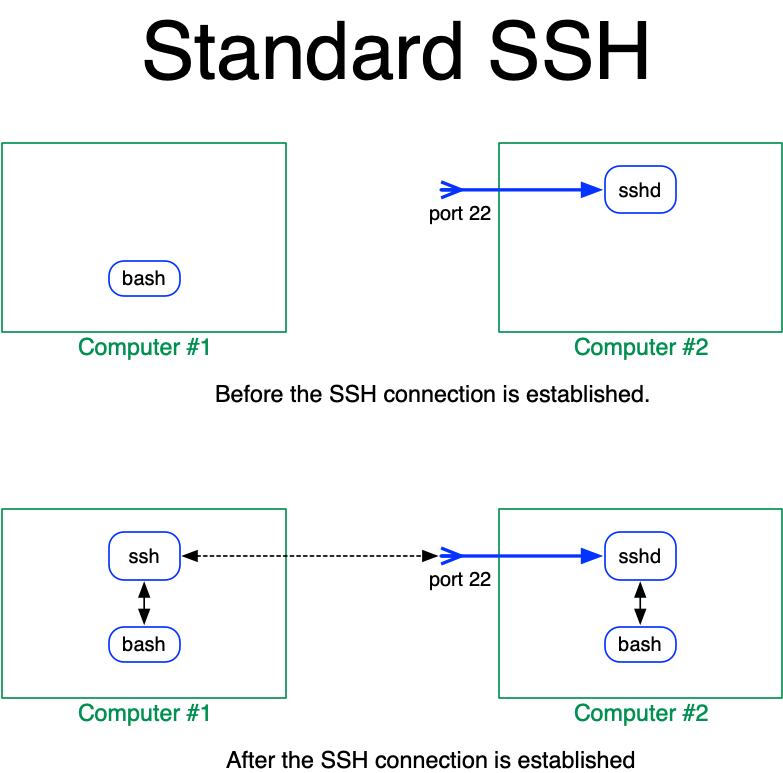 Standard SSH
sshd
port 22
bash
Computer #1
Computer #2
Before the SSH connection is established.
ssh
sshd
port 22
bash
bash
Computer #1
Computer #2
After the SSH connection is established